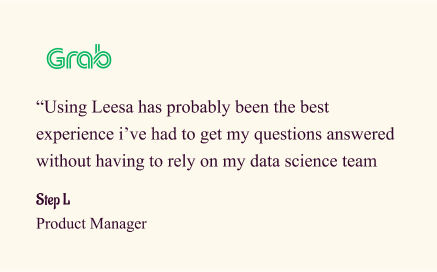 Grab
“Using Leesa has probably been the best
experience i’ve had to get my questions answered
without having to rely on my data science team
Step L
Product Manager